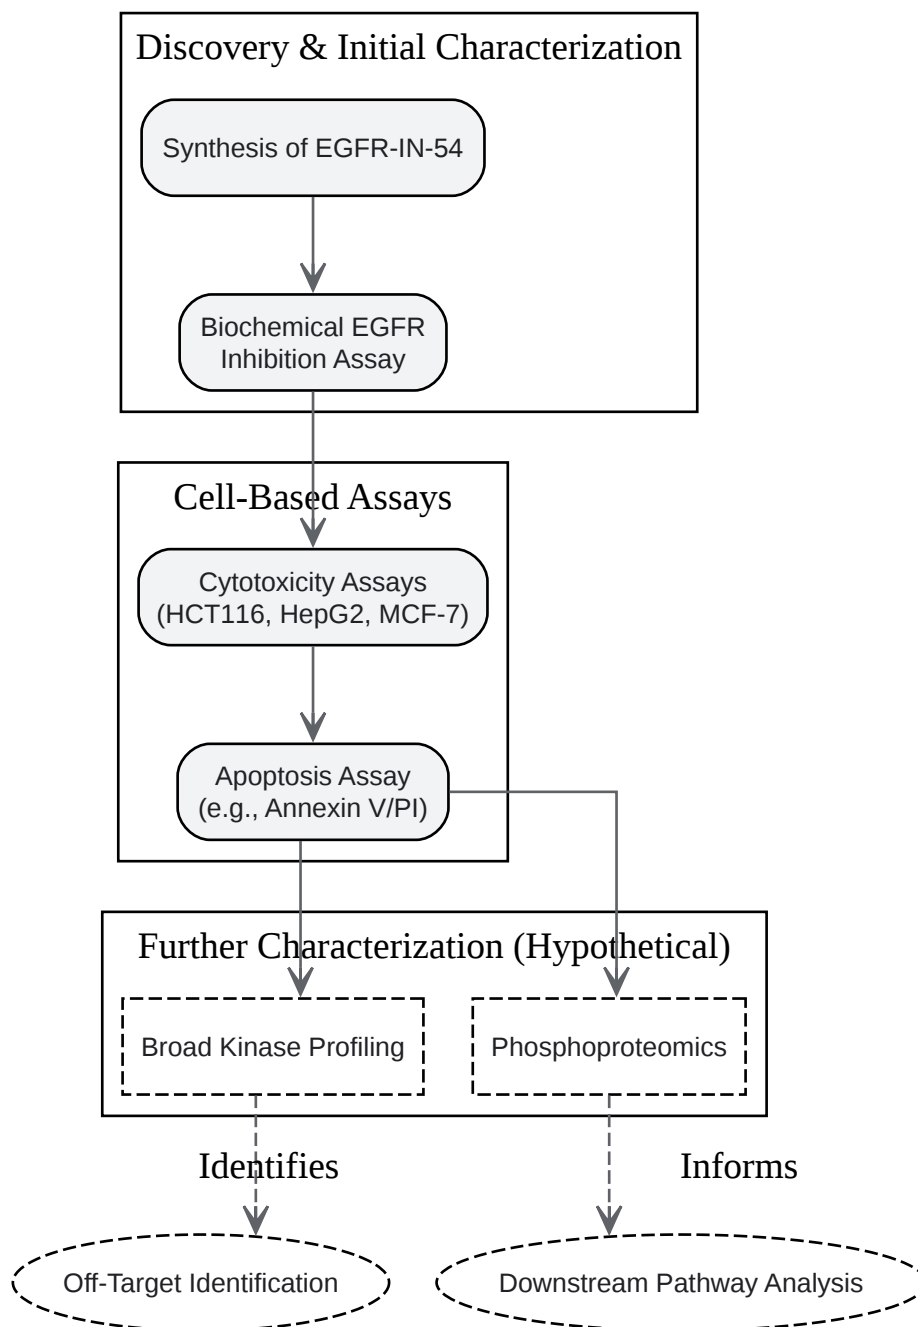 Discovery & Initial Characterization
Synthesis of EGFR-IN-54
Biochemical EGFR
Inhibition Assay
Cell-Based Assays
Cytotoxicity Assays
(HCT116, HepG2, MCF-7)
Apoptosis Assay
(e.g., Annexin V/PI)
Further Characterization (Hypothetical)
Broad Kinase Profiling
Phosphoproteomics
Identifies
Informs
Off-Target Identification
Downstream Pathway Analysis